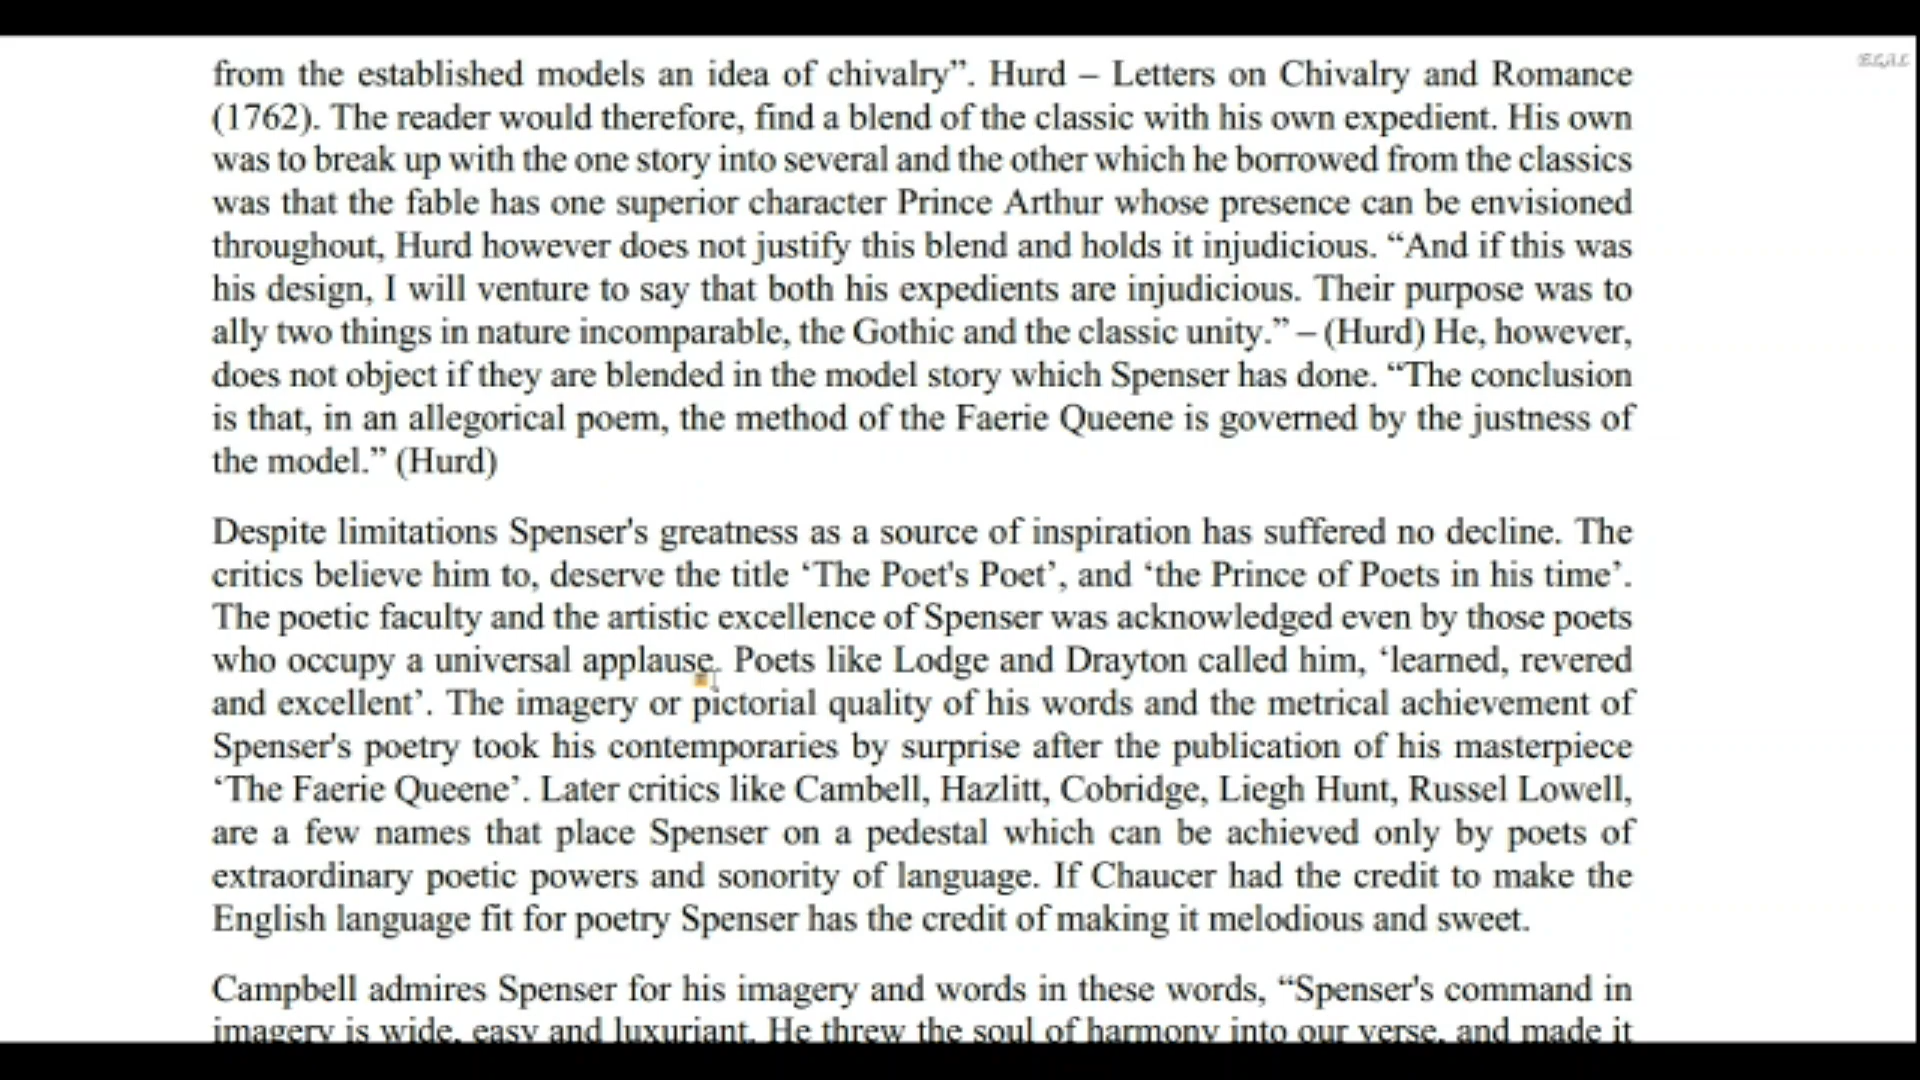 from the established models an idea of chivalry”. Hurd – Letters on Chivalry and Romance
(1762). The reader would therefore, find a blend of the classic with his own expedient. His own
was to break up with the one story into several and the other which he borrowed from the classics
was that the fable has one superior character Prince Arthur whose presence can be envisioned
throughout, Hurd however does not justify this blend and holds it injudicious. “And if this was
his design, I will venture to say that both his expedients are injudicious. Their purpose was to
ally two things in nature incomparable, the Gothic and the classic unity.” – (Hurd) He, however,
does not object if they are blended in the model story which Spenser has done. “The conclusion
is that, in an allegorical poem, the method of the Faerie Queene is governed by the justness of
the model.” (Hurd)
Despite limitations Spenser's greatness as a source of inspiration has suffered no decline. The
critics believe him to, deserve the title ‘The Poet's Poet’, and ‘the Prince of Poets in his time’.
The poetic faculty and the artistic excellence of Spenser was acknowledged even by those poets
who occupy a universal applause. Poets like Lodge and Drayton called him, ‘learned, revered
and excellent’. The imagery or pictorial quality of his words and the metrical achievement of
Spenser's poetry took his contemporaries by surprise after the publication of his masterpiece
‘The Faerie Queene’. Later critics like Cambell, Hazlitt, Cobridge, Liegh Hunt, Russel Lowell,
are a few names that place Spenser on a pedestal which can be achieved only by poets of
extraordinary poetic powers and sonority of language. If Chaucer had the credit to make the
English language fit for poetry Spenser has the credit of making it melodious and sweet.
Campbell admires Spenser for his imagery and words in these words, “Spenser's command in
imagery is wide, easy and luxuriant. He threw the soul of harmony into our verse, and made it